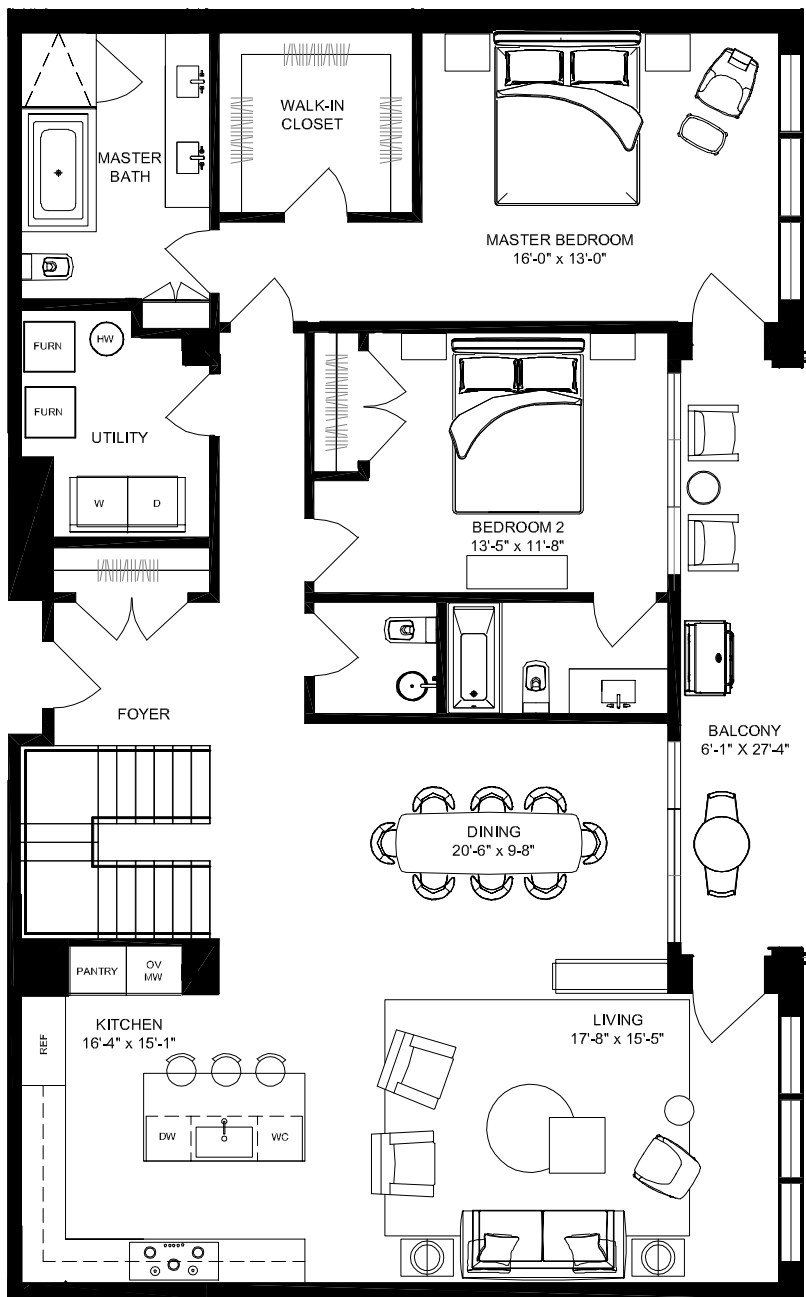 WALK-IN
CLOSET
MASTER
BATH
MASTER BEDROOM
16'-0" x 13'-0"
FURN
HW
FURN
UTILITY
W
D
BEDROOM 2
13'-5" x 11'-8"
FOYER
BALCONY
6'-1" X 27'-4"
DINING
20'-6" x 9-8"
PANTRY
OV
MW
REF
KITCHEN
16'-4" x 15'-1"
LIVING
17'-8" x 15'-5"
DW
WC